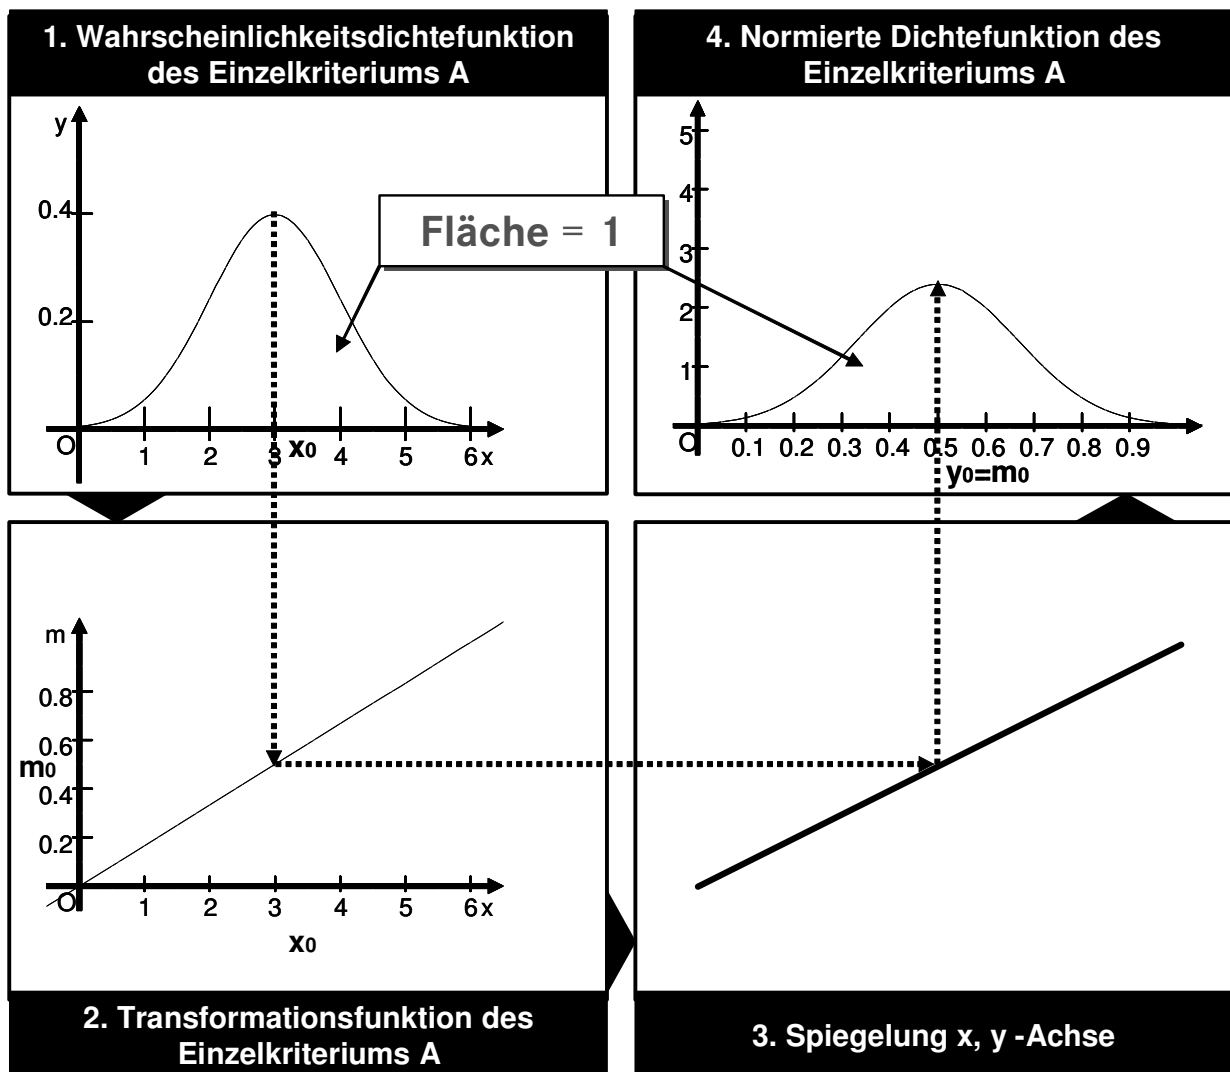 1. Wahrscheinlichkeitsdichtefunktion
des Einzelkriteriums A
y
0.4
0.2
O
1 2 3 x0 4 5 6 x
Fläche = 1
4. Normierte Dichtefunktion des
Einzelkriteriums A
5
4
3
2
1
O
0.1 0.2 0.3 0.4 0.5 0.6 0.7 0.8 0.9
y0=m0
m
0.8
0.6
m0
0.4
0.2
O
1 2 3 4 5 6 x
x0
2. Transformationsfunktion des
Einzelkriteriums A
3. Spiegelung x, y -Achse